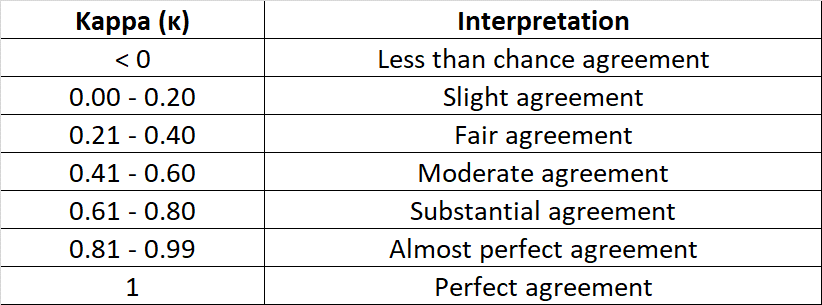 Kappa (κ) Interpretation
< 0 Less than chance agreement
0.00 - 0.20 Slight agreement
0.21 - 0.40 Fair agreement
0.41 - 0.60 Moderate agreement
0.61 - 0.80 Substantial agreement
0.81 - 0.99 Almost perfect agreement
1 Perfect agreement